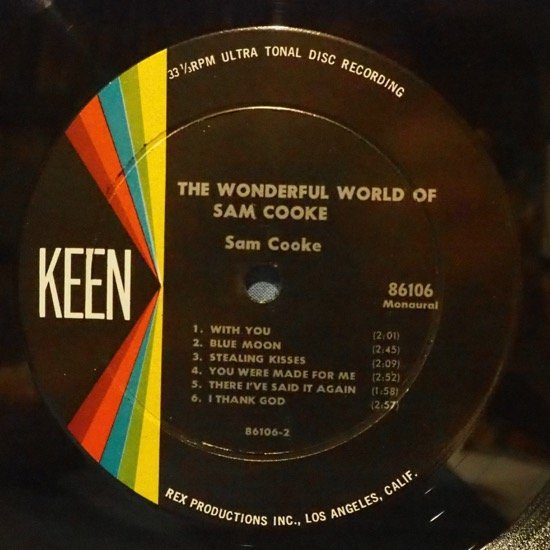 33 ⅓RPM ULTRA TONAL DISC RECORDING
THE WONDERFUL WORLD OF
SAM COOKE
Sam Cooke
KEEN
86106
Monaural
1. WITH YOU (2:01)
2. BLUE MOON (2:45)
3. STEALING KISSES (2:09)
4. YOU WERE MADE FOR ME (2:52)
5. THERE I'VE SAID IT AGAIN (1:58)
6. I THANK GOD (2:57)
86106-2
REX PRODUCTIONS INC., LOS ANGELES, CALIF.